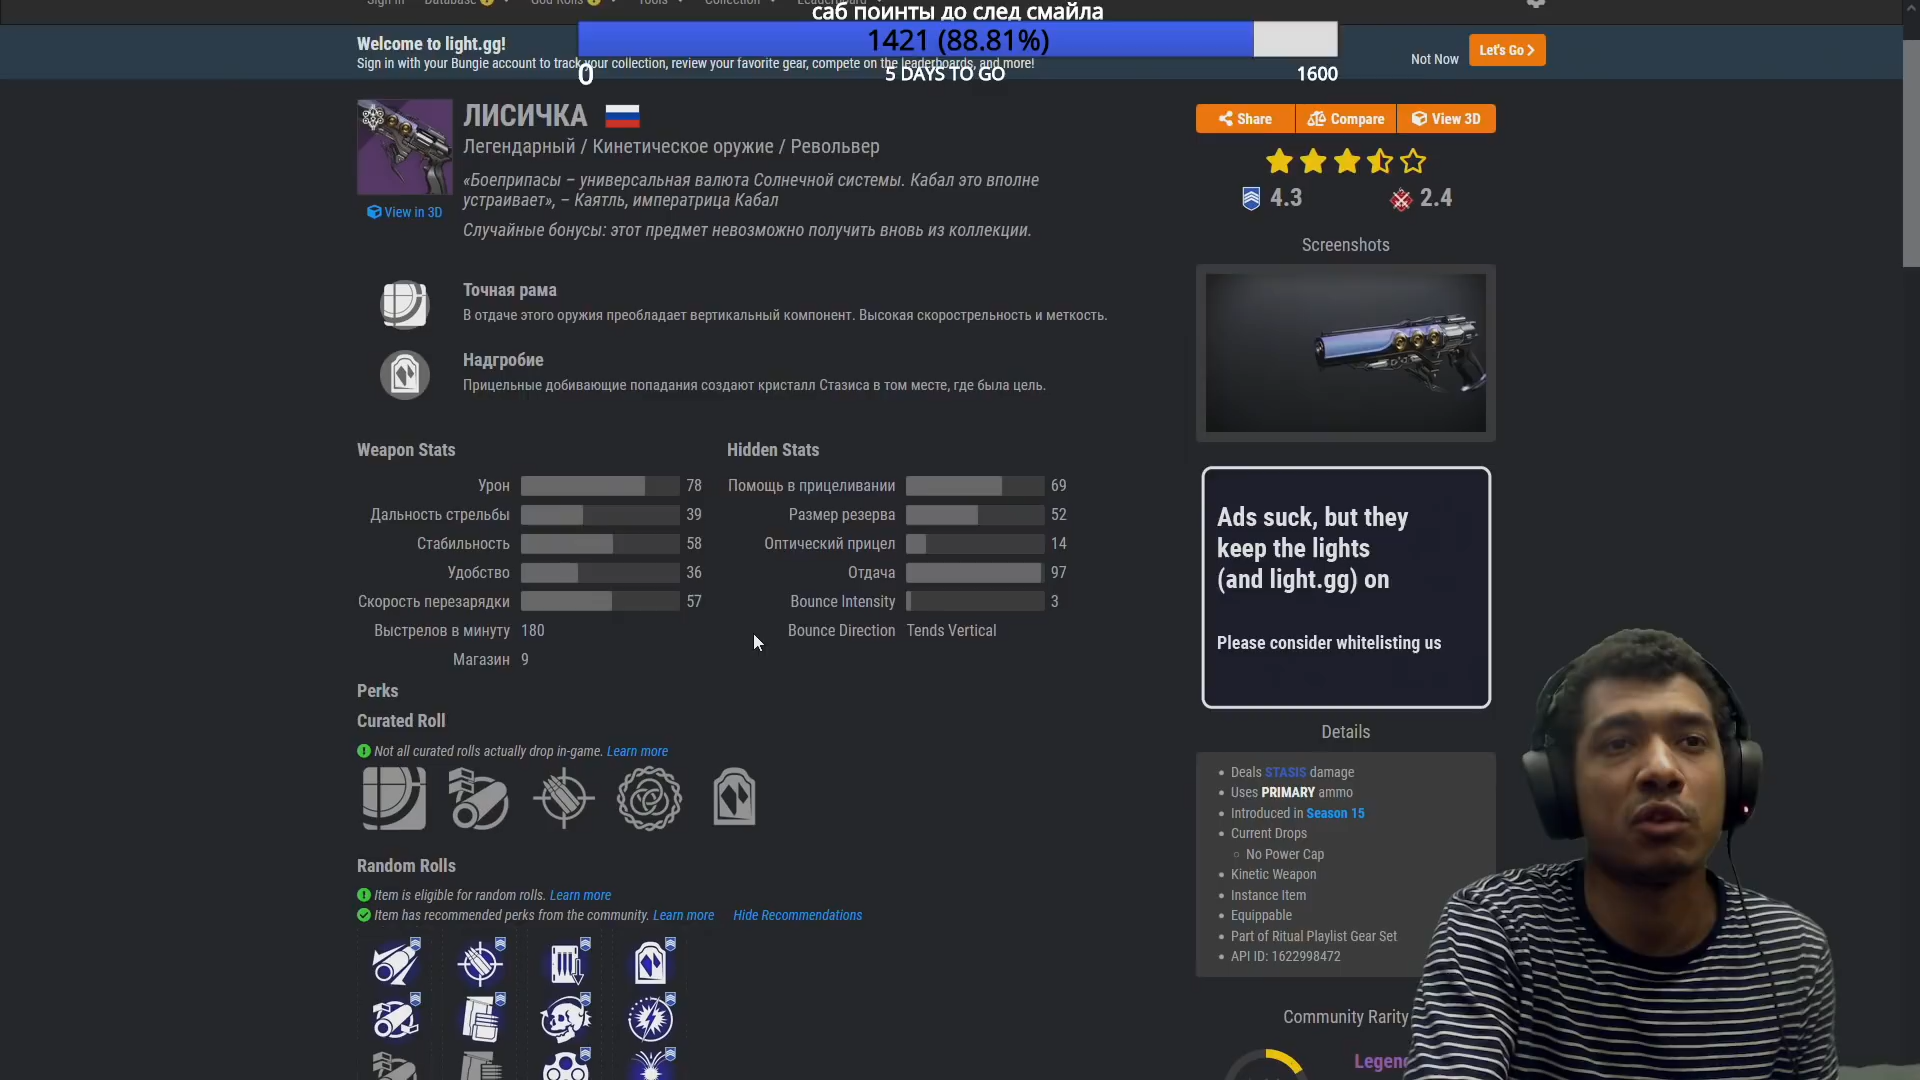 Sign In Database God Rolls Tools Collection Leaderboard
саб поинты до след смайла
Welcome to light.gg!
Sign in with your Bungie account to track your collection, review your favorite gear, compete on the leaderboards, and more!
1421 (88.81%)
0 5 DAYS TO GO 1600
Not Now Let's Go
ЛИСИЧКА
Легендарный / Кинетическое оружие / Револьвер
«Боеприпасы – универсальная валюта Солнечной системы. Кабал это вполне
устраивает», – Каятль, императрица Кабал
View in 3D
Случайные бонусы: этот предмет невозможно получить вновь из коллекции.
Share Compare View 3D
4.3 2.4
Screenshots
Точная рама
В отдаче этого оружия преобладает вертикальный компонент. Высокая скорострельность и меткость.
Надгробие
Прицельные добивающие попадания создают кристалл Стазиса в том месте, где была цель.
Weapon Stats
Урон 78
Дальность стрельбы 39
Стабильность 58
Удобство 36
Скорость перезарядки 57
Выстрелов в минуту 180
Магазин 9
Hidden Stats
Помощь в прицеливании 69
Размер резерва 52
Оптический прицел 14
Отдача 97
Bounce Intensity 3
Bounce Direction Tends Vertical
Ads suck, but they
keep the lights
(and light.gg) on
Please consider whitelisting us
Perks
Curated Roll
Not all curated rolls actually drop in-game. Learn more
Random Rolls
Item is eligible for random rolls. Learn more
Item has recommended perks from the community. Learn more Hide Recommendations
Details
Deals STASIS damage
Uses PRIMARY ammo
Introduced in Season 15
Current Drops
No Power Cap
Kinetic Weapon
Instance Item
Equippable
Part of Ritual Playlist Gear Set
API ID: 1622998472
Community Rarity